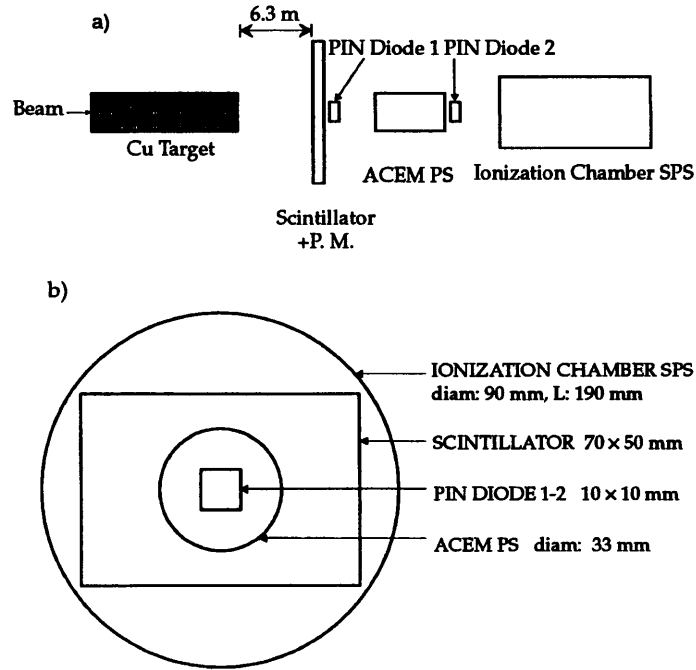 a)
6.3 m
PIN Diode 1 PIN Diode 2
Beam
Cu Target
ACEM PS
Ionization Chamber SPS
Scintillator
+P. M.
b)
IONIZATION CHAMBER SPS
diam: 90 mm, L: 190 mm
SCINTILLATOR 70 × 50 mm
PIN DIODE 1-2 10 × 10 mm
ACEM PS diam: 33 mm